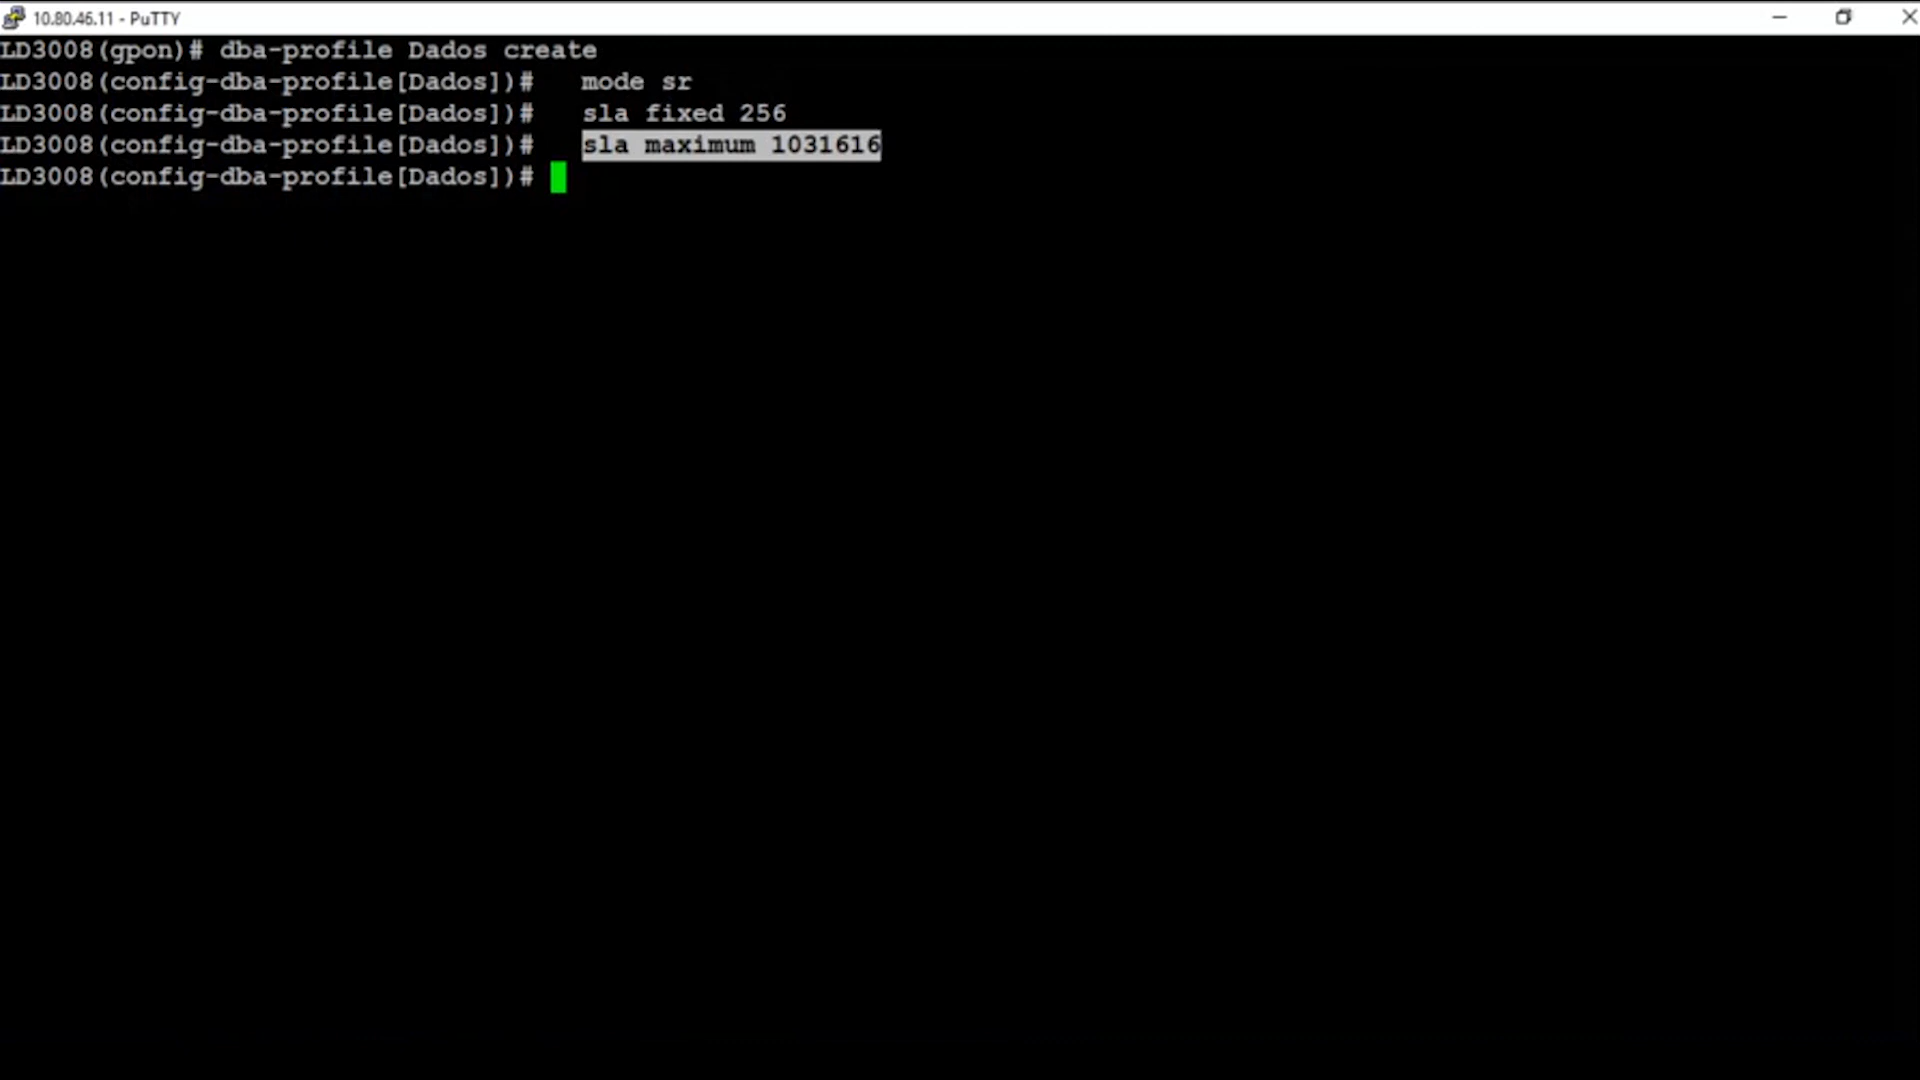 10.80.46.11 - PuTTY
LD3008(gpon)# dba-profile Dados create
LD3008(config-dba-profile[Dados])#   mode sr
LD3008(config-dba-profile[Dados])#   sla fixed 256
LD3008(config-dba-profile[Dados])#   sla maximum 1031616
LD3008(config-dba-profile[Dados])#